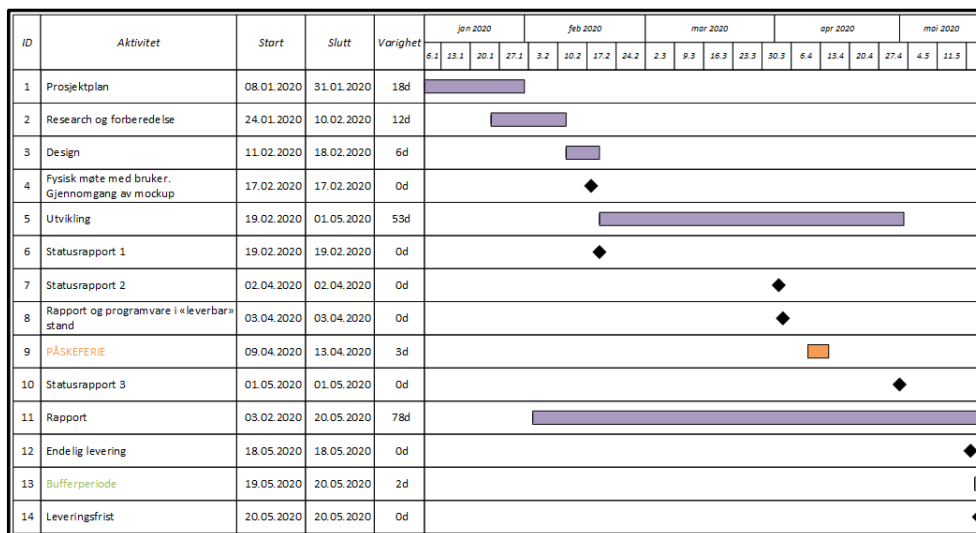 ID Aktivitet Start Slutt Varighet jan 2020 feb 2020 mar 2020 apr 2020 mai 2020
6.1 13.1 20.1 27.1 3.2 10.2 17.2 24.2 2.3 9.3 16.3 23.3 30.3 6.4 13.4 20.4 27.4 4.5 11.5
1 Prosjektplan 08.01.2020 31.01.2020 18d
2 Research og forberedelse 24.01.2020 10.02.2020 12d
3 Design 11.02.2020 18.02.2020 6d
4 Fysisk møte med bruker. 17.02.2020 17.02.2020 0d
Gjennomgang av mockup
5 Utvikling 19.02.2020 01.05.2020 53d
6 Statusrapport 1 19.02.2020 19.02.2020 0d
7 Statusrapport 2 02.04.2020 02.04.2020 0d
8 Rapport og programvare i «leverbar» 03.04.2020 03.04.2020 0d
stand
9 PÅSKEFERIE 09.04.2020 13.04.2020 3d
10 Statusrapport 3 01.05.2020 01.05.2020 0d
11 Rapport 03.02.2020 20.05.2020 78d
12 Endelig levering 18.05.2020 18.05.2020 0d
13 Bufferperiode 19.05.2020 20.05.2020 2d
14 Leveringsfrist 20.05.2020 20.05.2020 0d